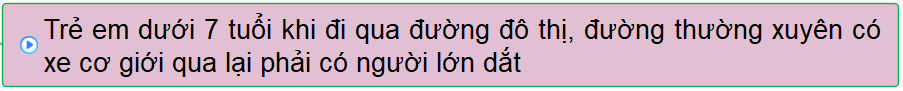 Trẻ em dưới 7 tuổi khi đi qua đường đô thị, đường thường xuyên có
xe cơ giới qua lại phải có người lớn dắt